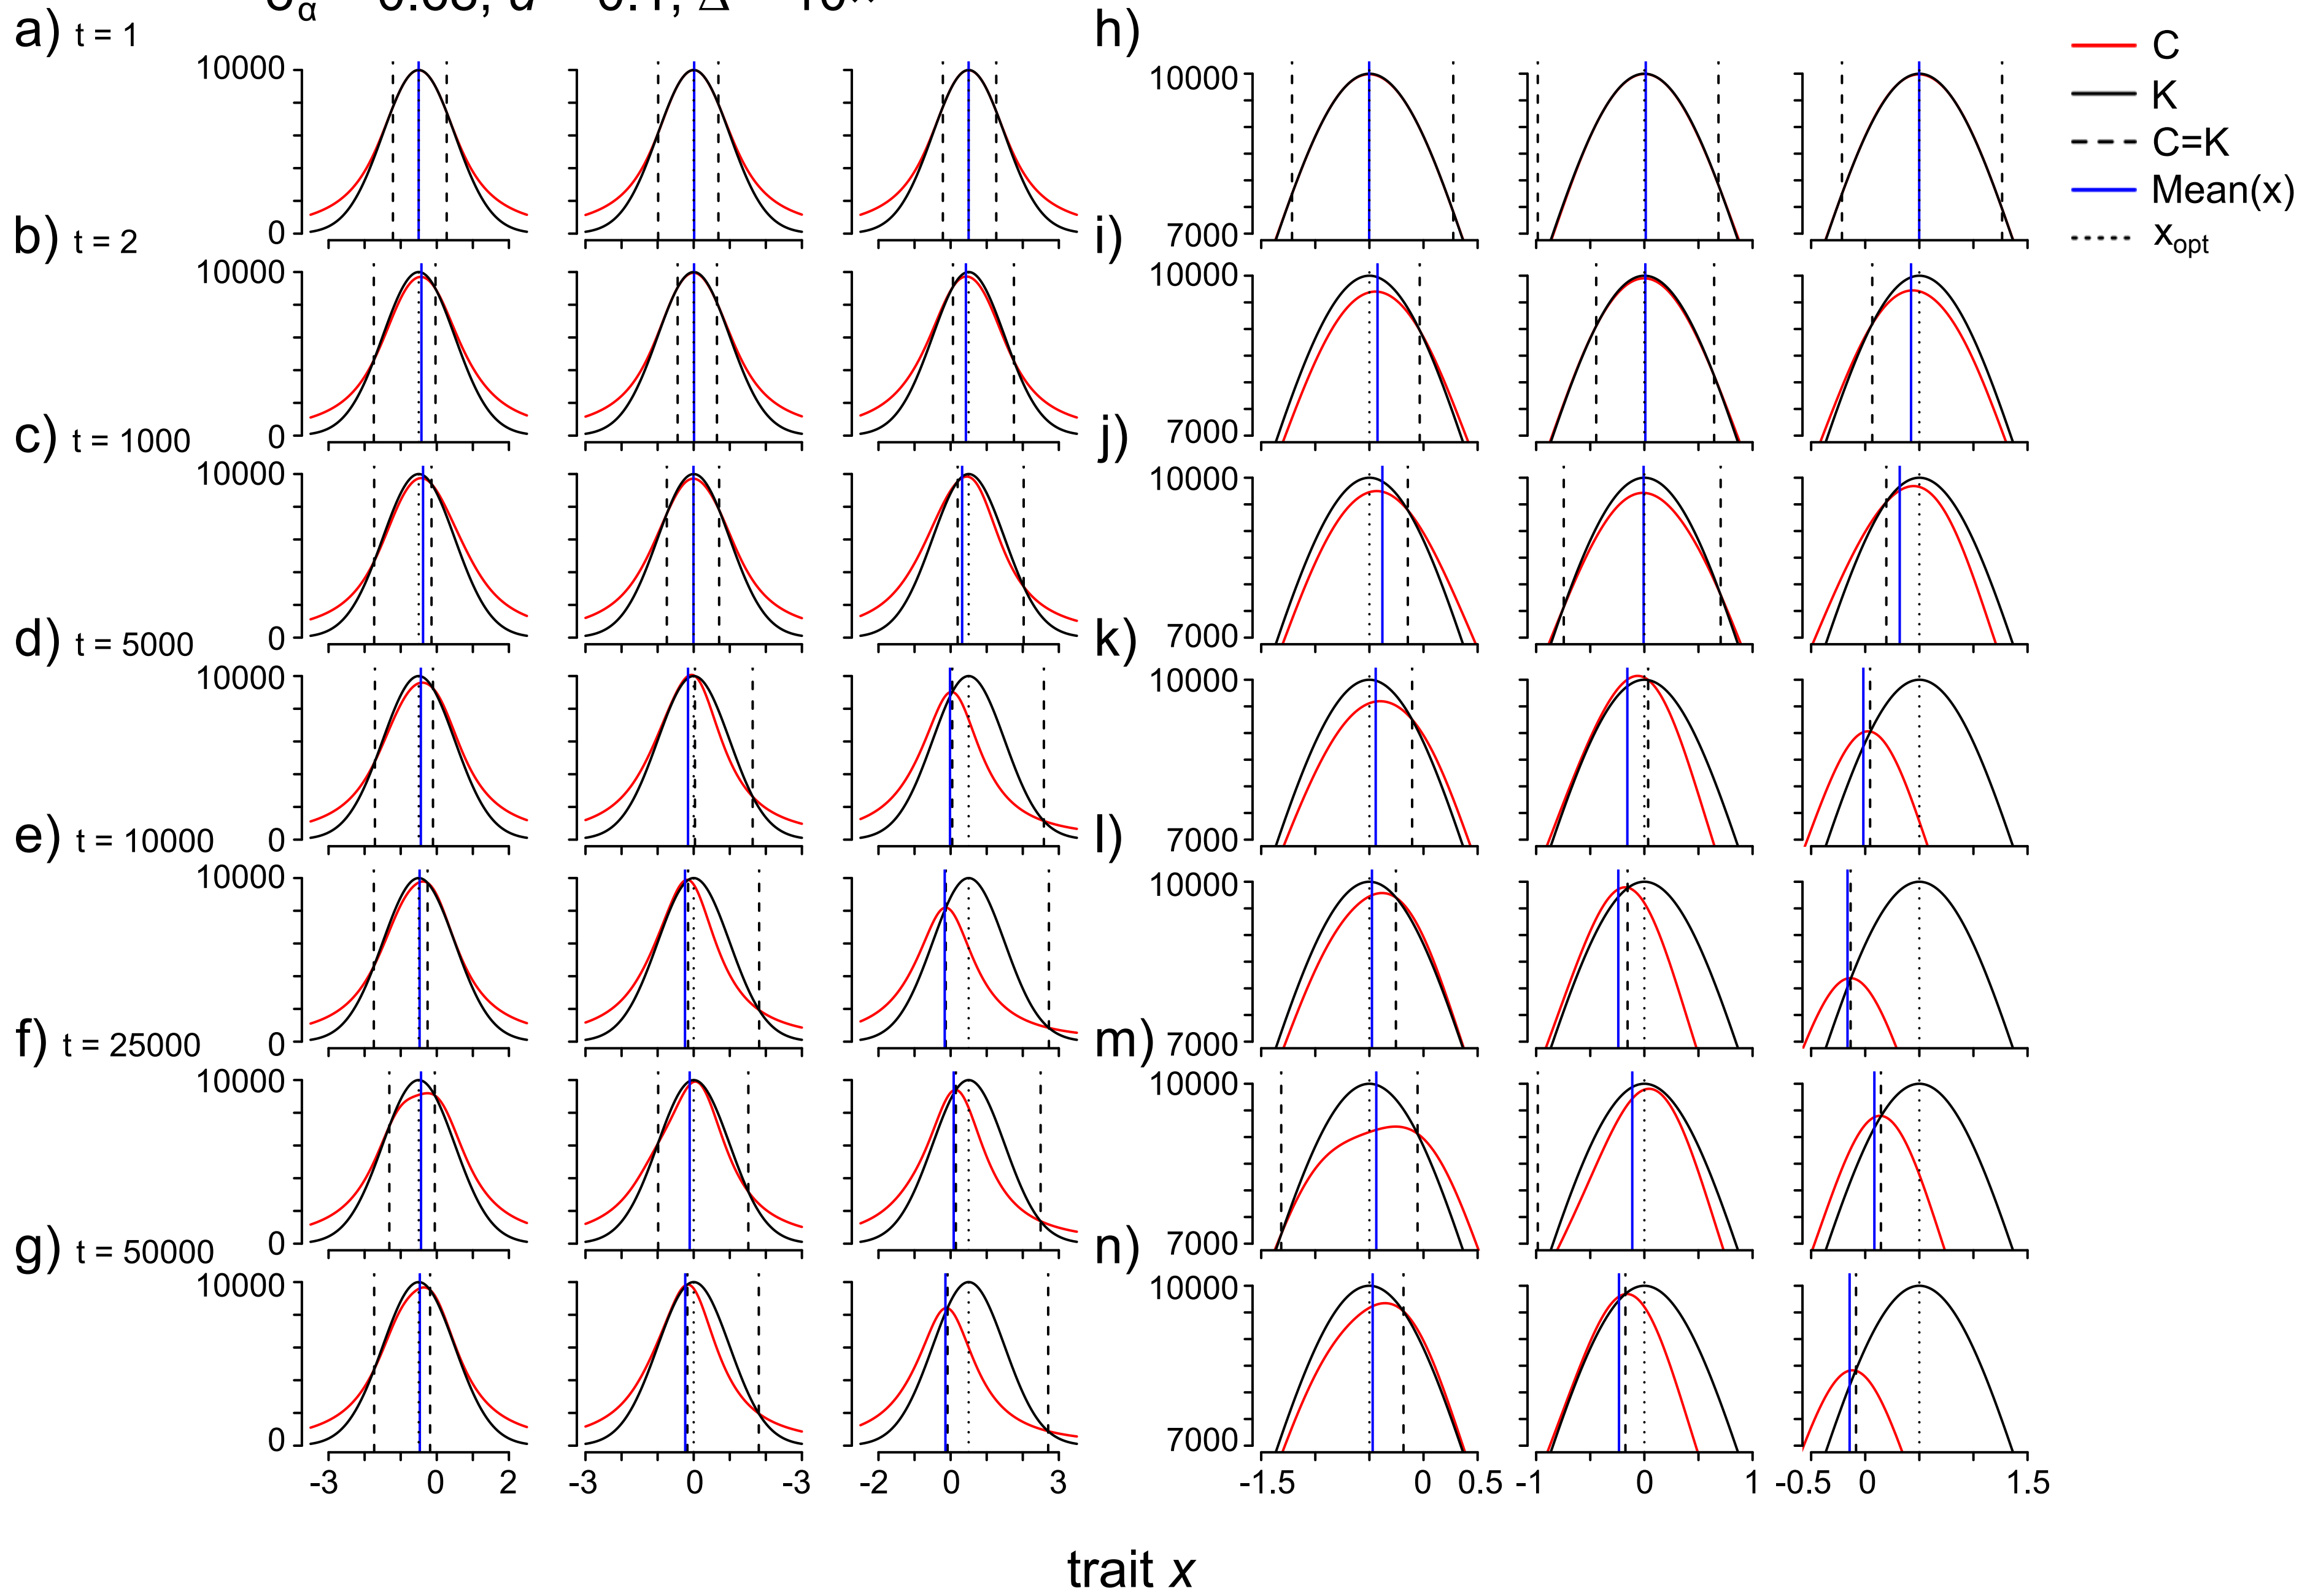 a) t = 1
h)
C
K
C=K
Mean(x)
xopt
10000
0
10000
7000
b) t = 2
i)
10000
0
10000
7000
c) t = 1000
j)
10000
0
10000
7000
d) t = 5000
k)
10000
0
10000
7000
e) t = 10000
l)
10000
0
10000
7000
f) t = 25000
m)
10000
0
10000
7000
g) t = 50000
n)
10000
0
10000
7000
-3 0 2 -3 0 -3 -2 0 3 -1.5 0 0.5 -1 0 1 -0.5 0 1.5
trait x